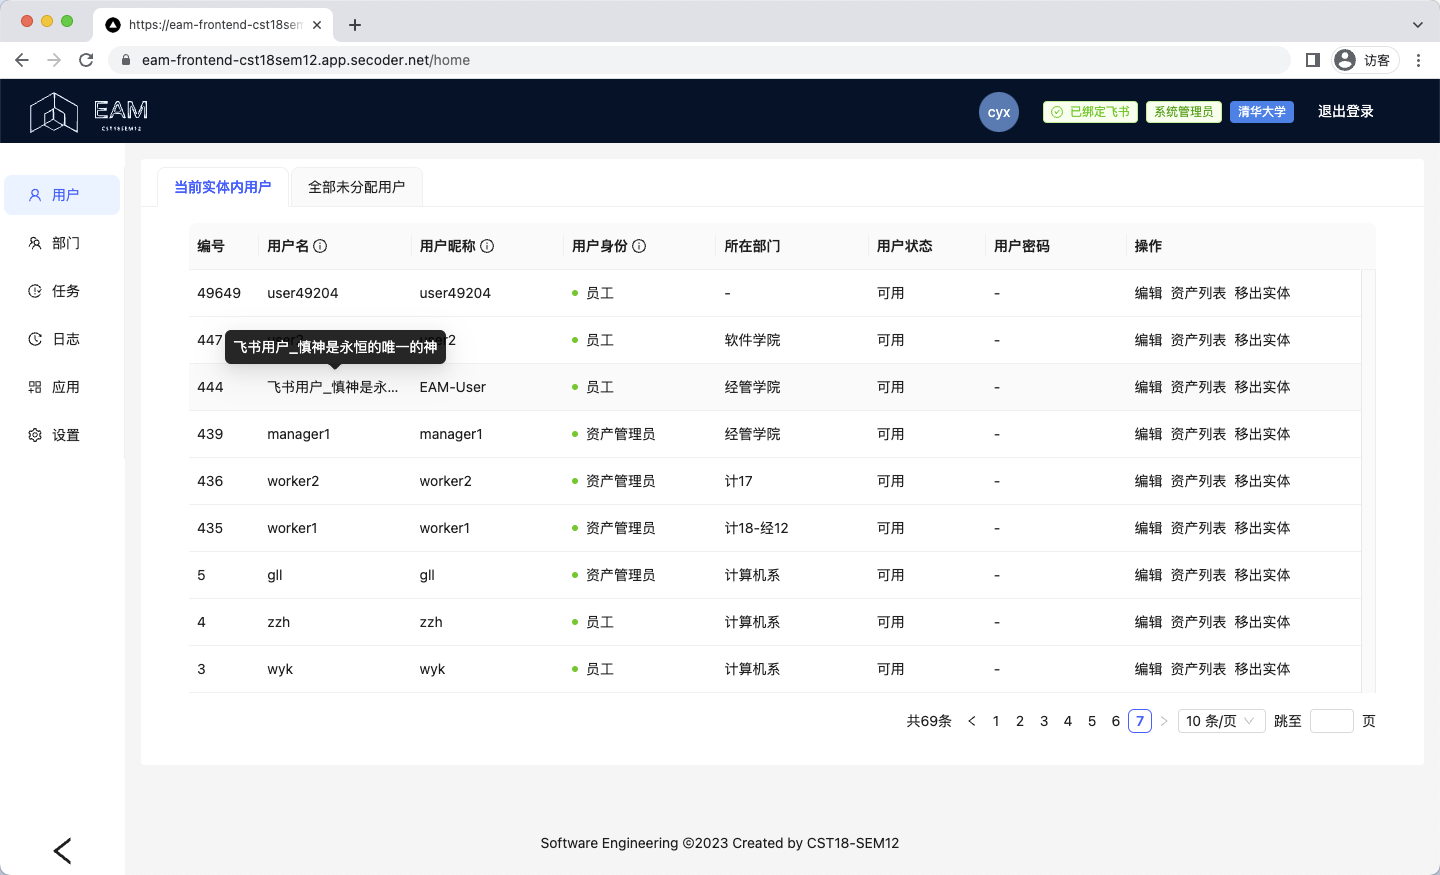 https://eam-frontend-cst18sem
eam-frontend-cst18sem12.app.secoder.net/home
访客
EAM
CST18SEM12
cyx
已绑定飞书
系统管理员
清华大学
退出登录
用户
部门
任务
日志
应用
设置
当前实体内用户 全部未分配用户
编号 用户名 用户昵称 用户身份 所在部门 用户状态 用户密码 操作
49649 user49204 user49204 员工 - 可用 - 编辑 资产列表 移出实体
447 员工 软件学院 可用 - 编辑 资产列表 移出实体
飞书用户_慎神是永恒的唯一的神
444 飞书用户_慎神是永... EAM-User 员工 经管学院 可用 - 编辑 资产列表 移出实体
439 manager1 manager1 资产管理员 经管学院 可用 - 编辑 资产列表 移出实体
436 worker2 worker2 资产管理员 计17 可用 - 编辑 资产列表 移出实体
435 worker1 worker1 资产管理员 计18-经12 可用 - 编辑 资产列表 移出实体
5 gll gll 资产管理员 计算机系 可用 - 编辑 资产列表 移出实体
4 zzh zzh 员工 计算机系 可用 - 编辑 资产列表 移出实体
3 wyk wyk 员工 计算机系 可用 - 编辑 资产列表 移出实体
共69条 < 1 2 3 4 5 6 7 > 10 条/页 跳至 页
Software Engineering ©2023 Created by CST18-SEM12